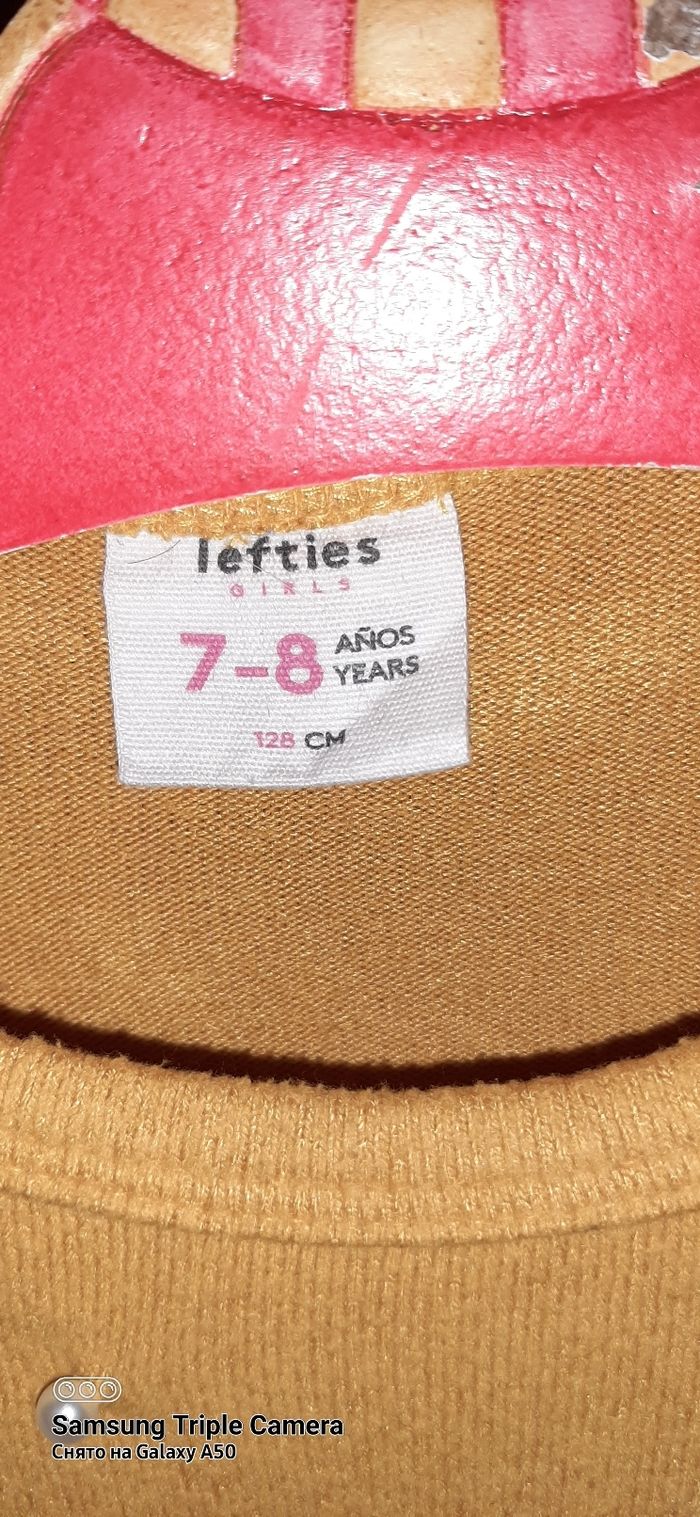 lefties
GIRLS
7-8 AÑOS
YEARS
128 CM
Samsung Triple Camera
Снято на Galaxy A50